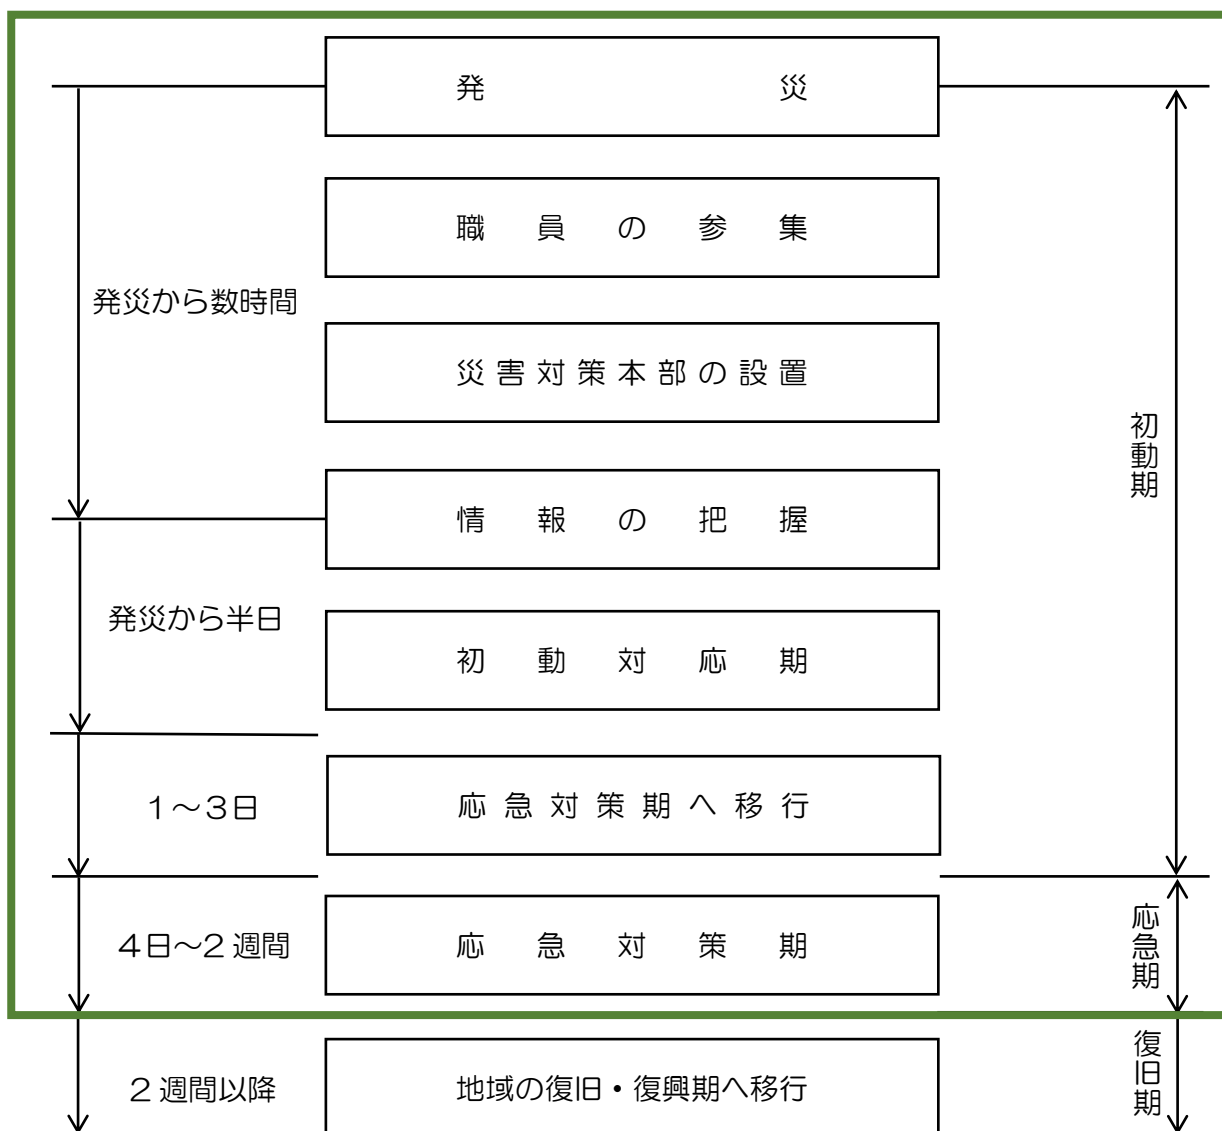 発災
職員の参集
発災から数時間
災害対策本部の設置
初動期
情報の把握
発災から半日
初動対応期
１～３日
応急対策期へ移行
４日～２週間
応急対策期
応急期
２週間以降
地域の復旧・復興期へ移行
復旧期